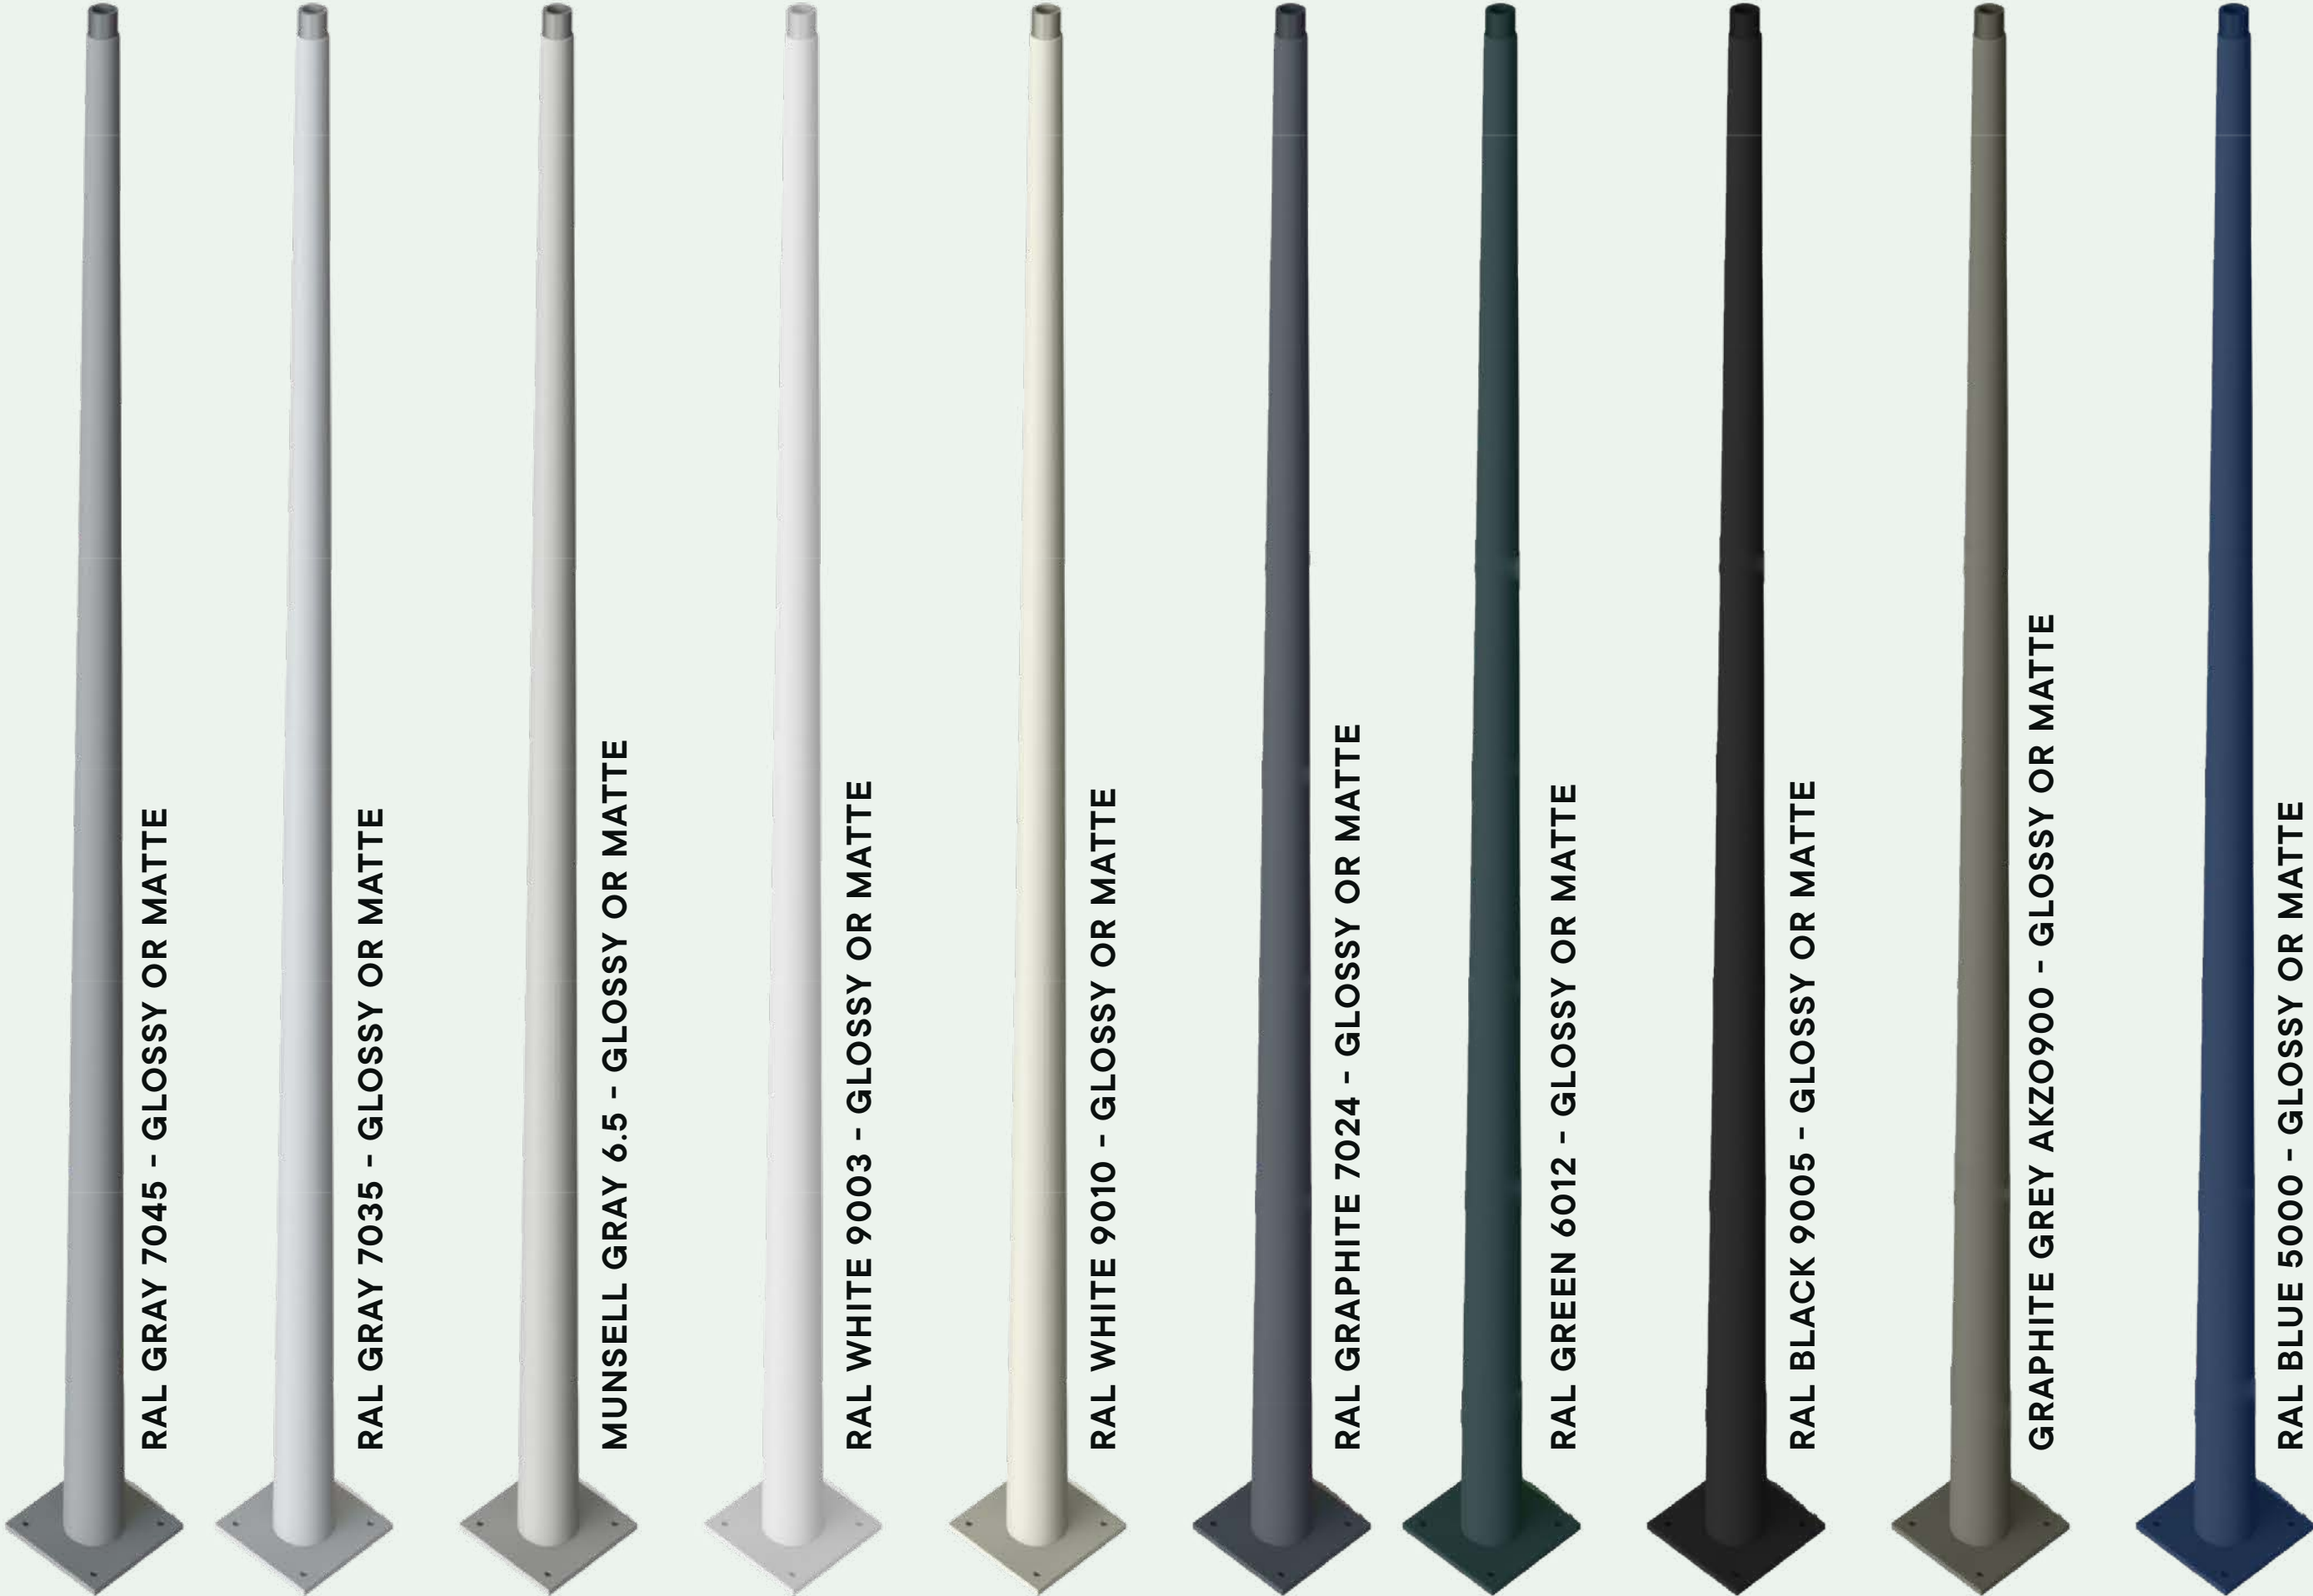 RAL GRAY 7045 - GLOSSY OR MATTE
RAL GRAY 7035 - GLOSSY OR MATTE
MUNSELL GRAY 6.5 - GLOSSY OR MATTE
RAL WHITE 9003 - GLOSSY OR MATTE
RAL WHITE 9010 - GLOSSY OR MATTE
RAL GRAPHITE 7024 - GLOSSY OR MATTE
RAL GREEN 6012 - GLOSSY OR MATTE
RAL BLACK 9005 - GLOSSY OR MATTE
GRAPHITE GREY AKZO900 - GLOSSY OR MATTE
RAL BLUE 5000 - GLOSSY OR MATTE